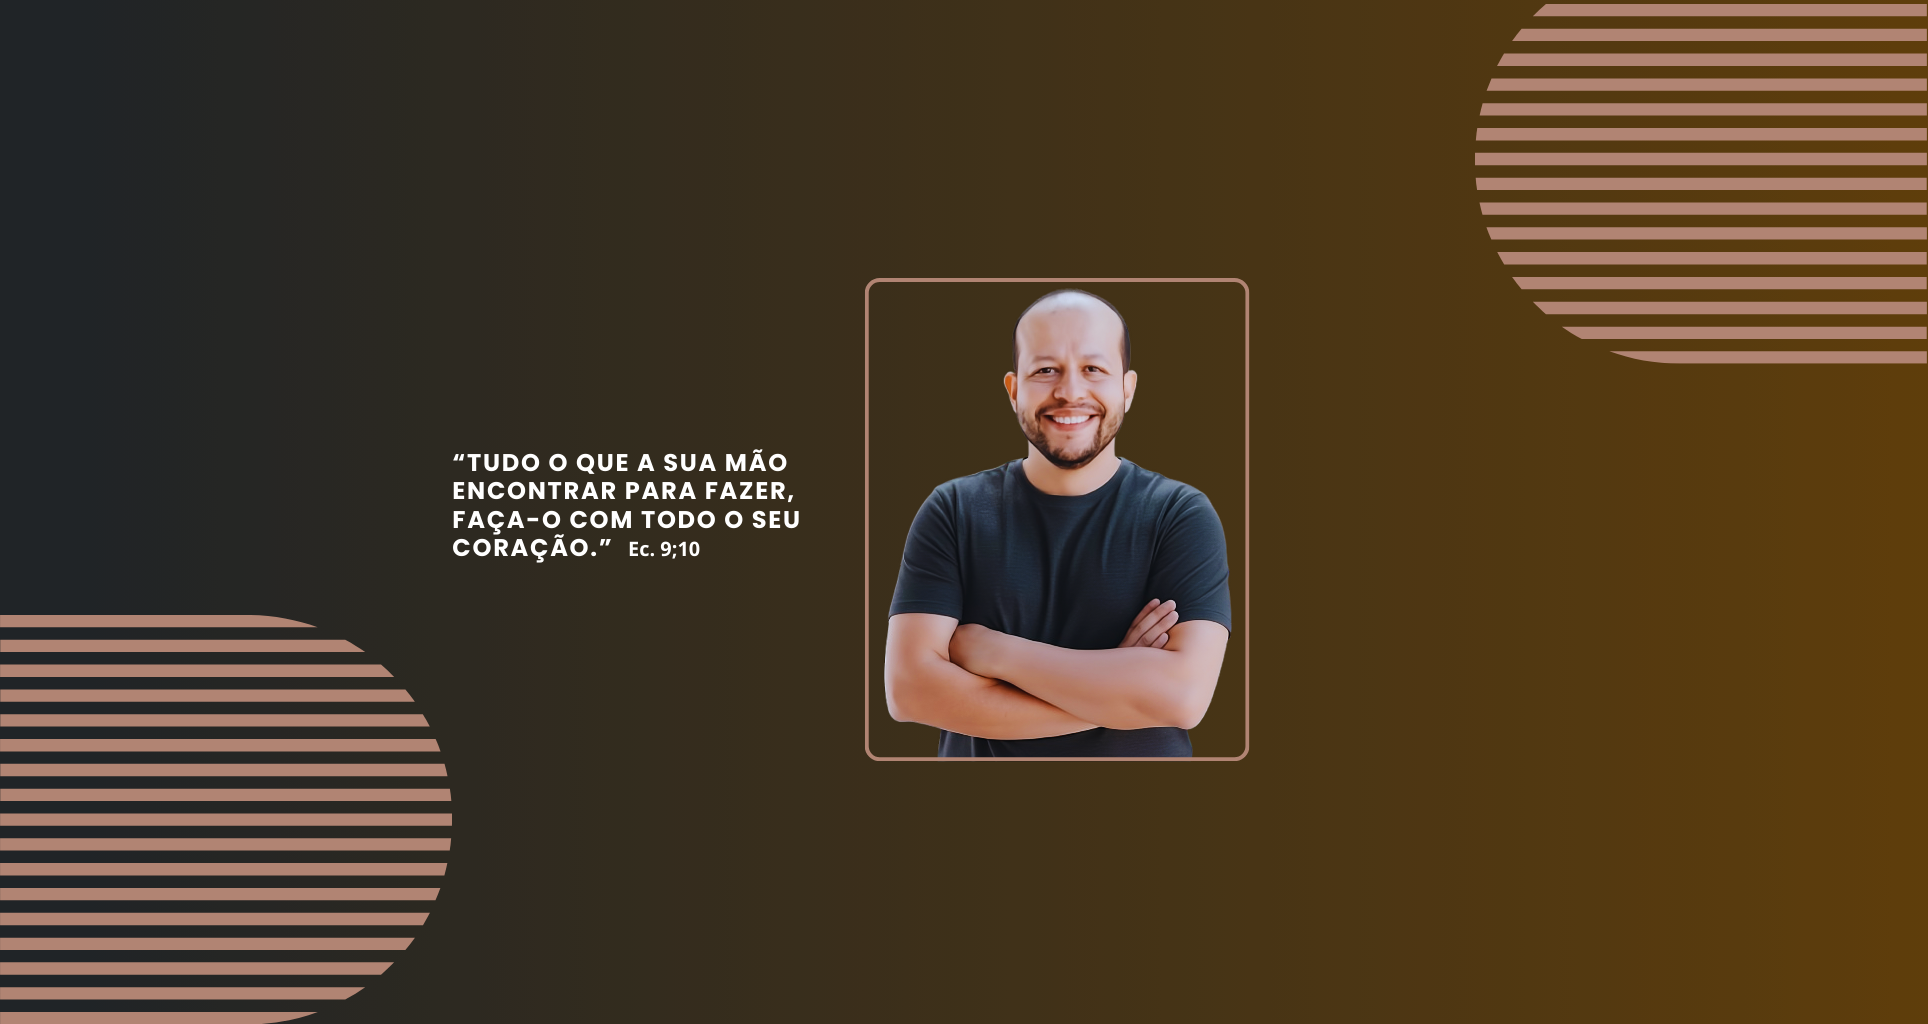 “TUDO O QUE A SUA MÃO
ENCONTRAR PARA FAZER,
FAÇA-O COM TODO O SEU
CORAÇÃO.” Ec. 9;10